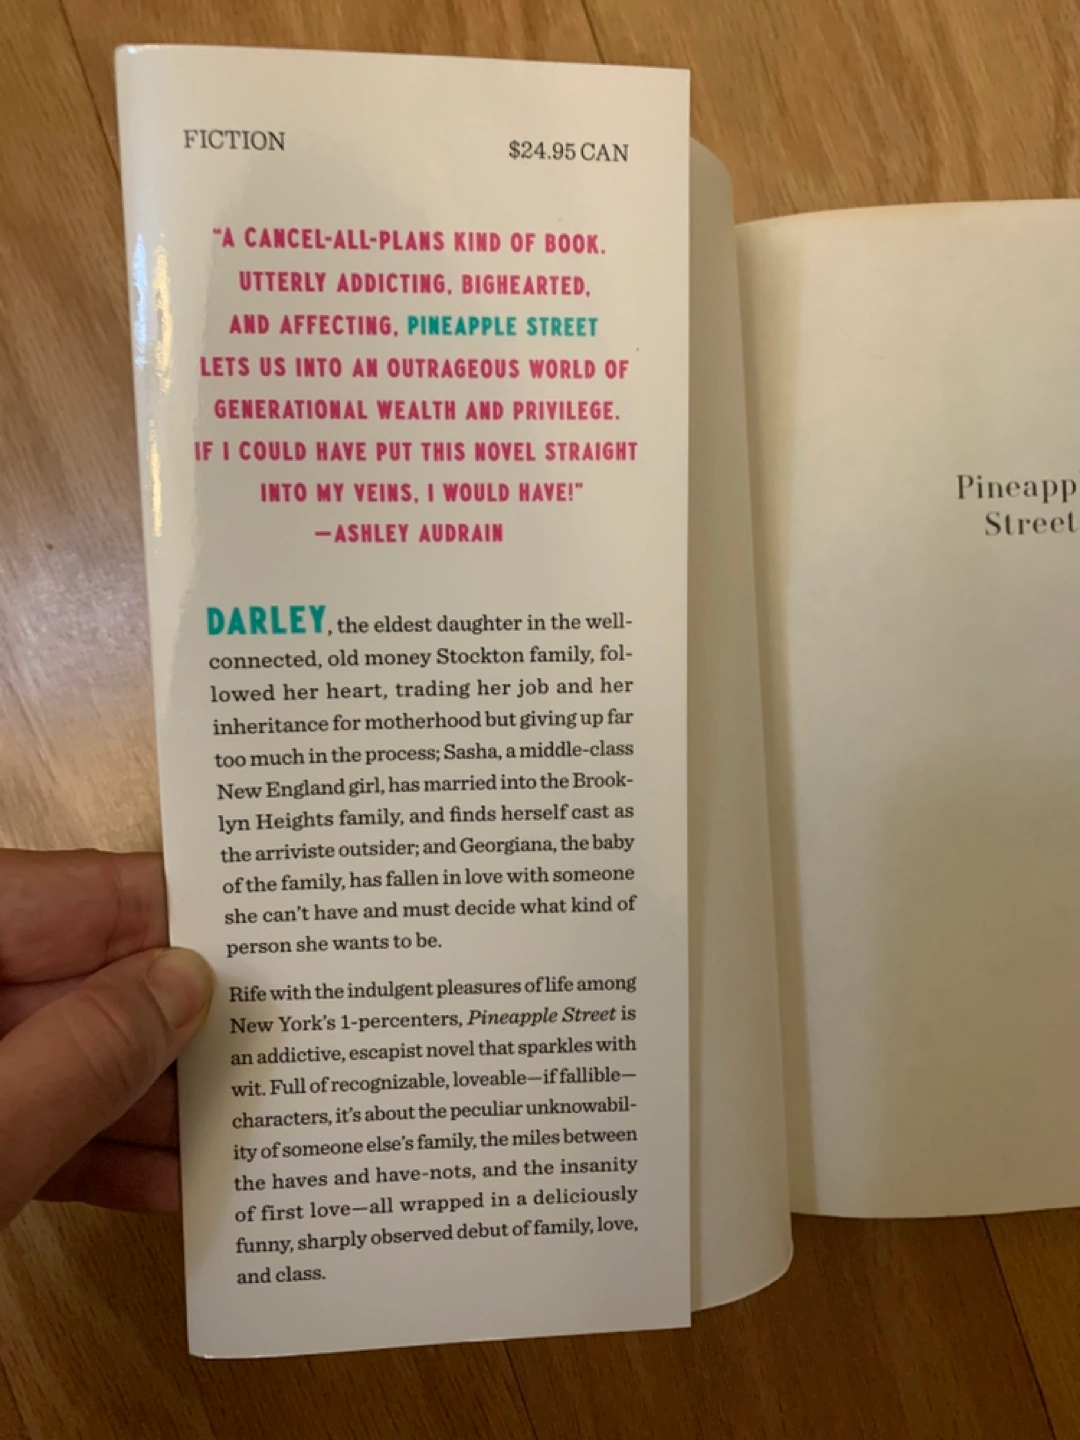 FICTION
$24.95 CAN
"A CANCEL-ALL-PLANS KIND OF BOOK.
UTTERLY ADDICTING, BIGHEARTED,
AND AFFECTING, PINEAPPLE STREET
LETS US INTO AN OUTRAGEOUS WORLD OF
GENERATIONAL WEALTH AND PRIVILEGE.
IF I COULD HAVE PUT THIS NOVEL STRAIGHT
INTO MY VEINS, I WOULD HAVE!"
—ASHLEY AUDRAIN
DARLEY, the eldest daughter in the well-
connected, old money Stockton family, fol-
lowed her heart, trading her job and her
inheritance for motherhood but giving up far
too much in the process; Sasha, a middle-class
New England girl, has married into the Brook-
lyn Heights family, and finds herself cast as
the arriviste outsider; and Georgiana, the baby
of the family, has fallen in love with someone
she can't have and must decide what kind of
person she wants to be.
Rife with the indulgent pleasures of life among
New York's 1-percenters, Pineapple Street is
an addictive, escapist novel that sparkles with
wit. Full of recognizable, loveable—if fallible—
characters, it's about the peculiar unknowabil-
ity of someone else's family, the miles between
the haves and have-nots, and the insanity
of first love—all wrapped in a deliciously
funny, sharply observed debut of family, love,
and class.
Pineapp
Street